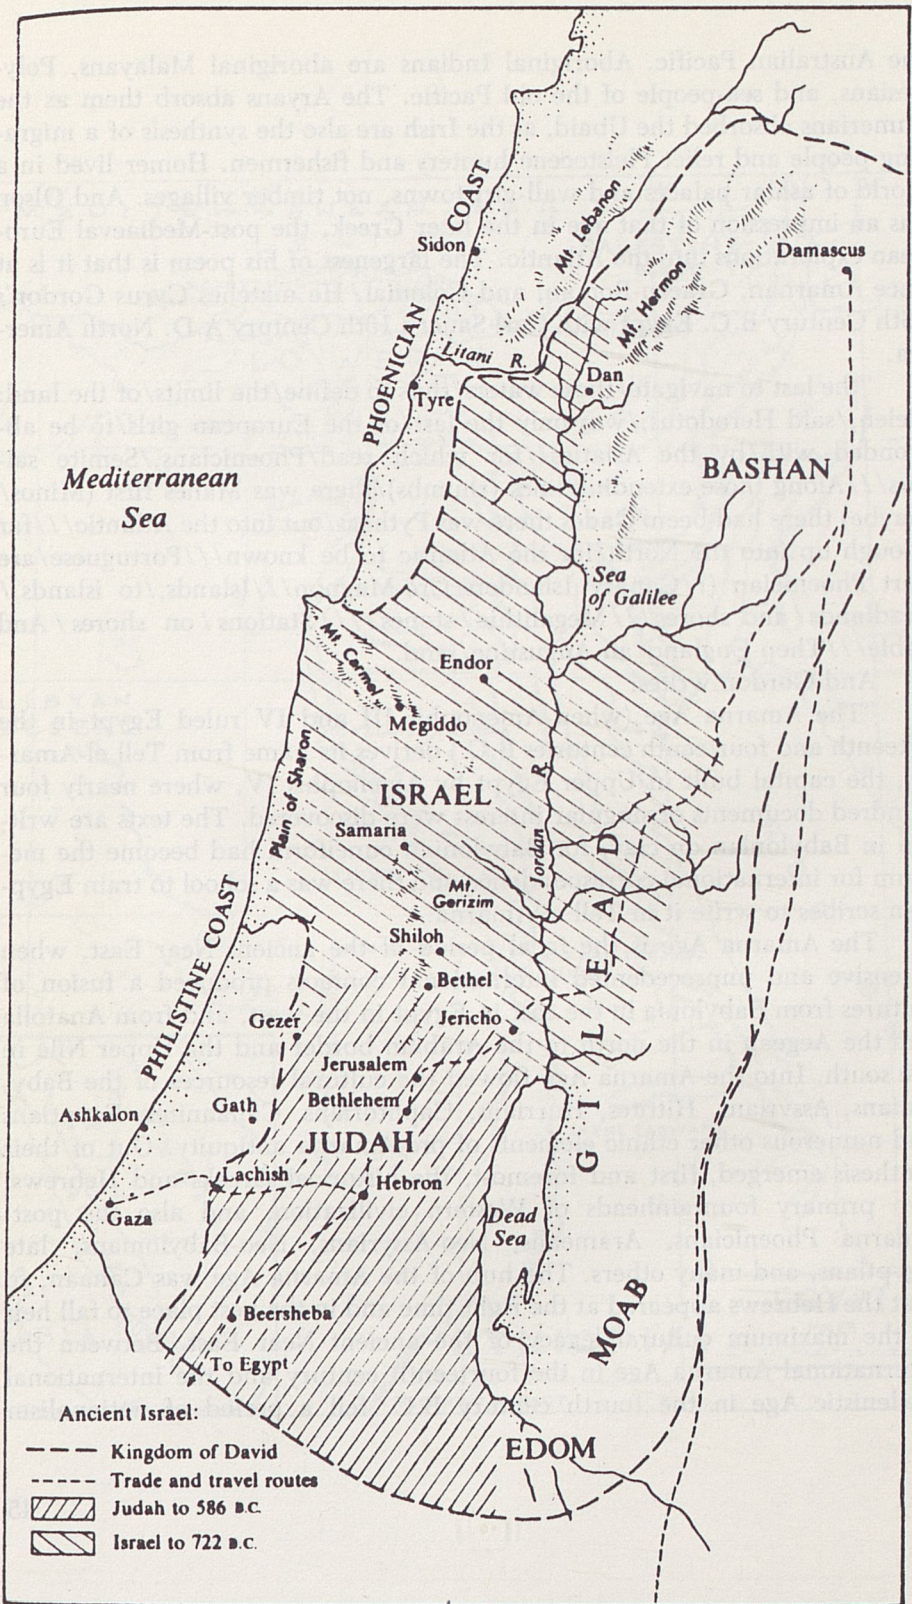 PHOENICIAN COAST
Sidon
Mt. Lebanon
Mt. Hermon
Damascus
Litani R.
Dan
Tyre
BASHAN
Mediterranean
Sea
Sea
of Galilee
Mt. Carmel
Endor
Megiddo
Plain of Sharon
ISRAEL
Samaria
Jordan R.
Mt.
Gerizim
GILEAD
PHILISTINE COAST
Shiloh
Bethel
Gezer
Jericho
Jerusalem
Bethlehem
Ashkalon
Gath
JUDAH
Lachish
Hebron
Gaza
Dead
Sea
MOAB
Beersheba
To Egypt
EDOM
Ancient Israel:
Kingdom of David
Trade and travel routes
Judah to 586 B.C.
Israel to 722 B.C.